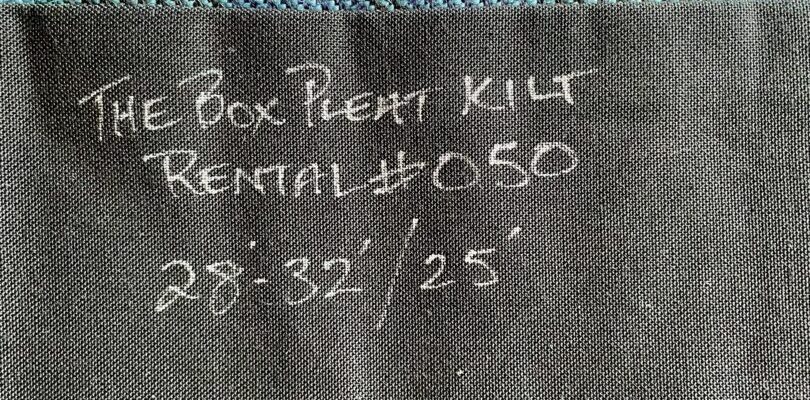 THE BOX PLEAT KILT
RENTAL #050
28'-32'/25'